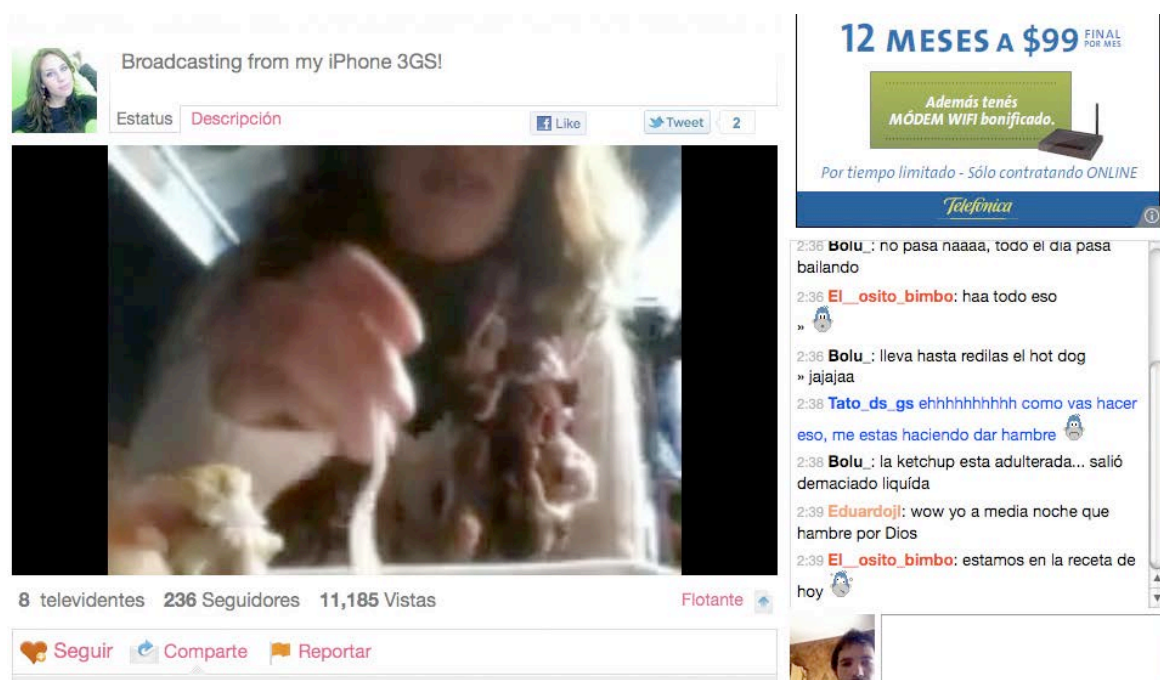 Broadcasting from my iPhone 3GS!
Estatus Descripción Like Tweet 2
8 televidentes 236 Seguidores 11,185 Vistas Flotante
Seguir Comparte Reportar
12 MESES A $99 FINAL POR MES
Además tenés
MÓDEM WIFI bonificado.
Por tiempo limitado - Sólo contratando ONLINE
Telefónica
2:36 Bolu_: no pasa naaaa, todo el dia pasa
bailando
2:36 El__osito_bimbo: haa todo eso
»
2:36 Bolu_: lleva hasta redilas el hot dog
» jajajaa
2:38 Tato_ds_gs ehhhhhhhhhh como vas hacer
eso, me estas haciendo dar hambre
2:38 Bolu_: la ketchup esta adulterada... salió
demaciado liquída
2:39 Eduardojl: wow yo a media noche que
hambre por Dios
2:39 El__osito_bimbo: estamos en la receta de
hoy